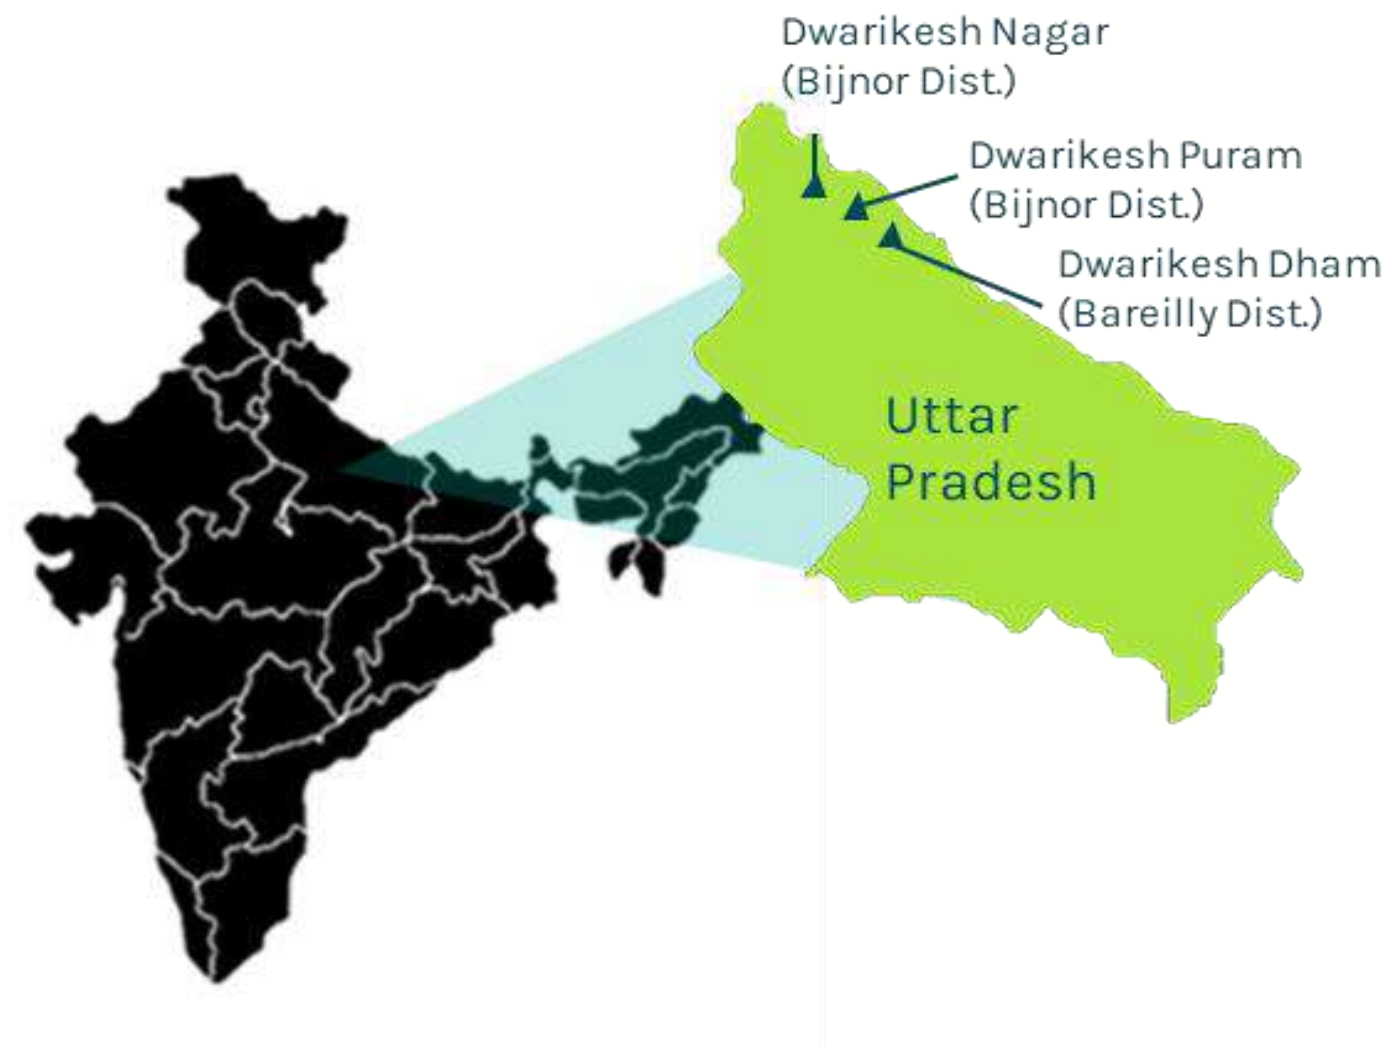 Dwarikesh Nagar
(Bijnor Dist.)
Dwarikesh Puram
(Bijnor Dist.)
Dwarikesh Dham
(Bareilly Dist.)
Uttar
Pradesh